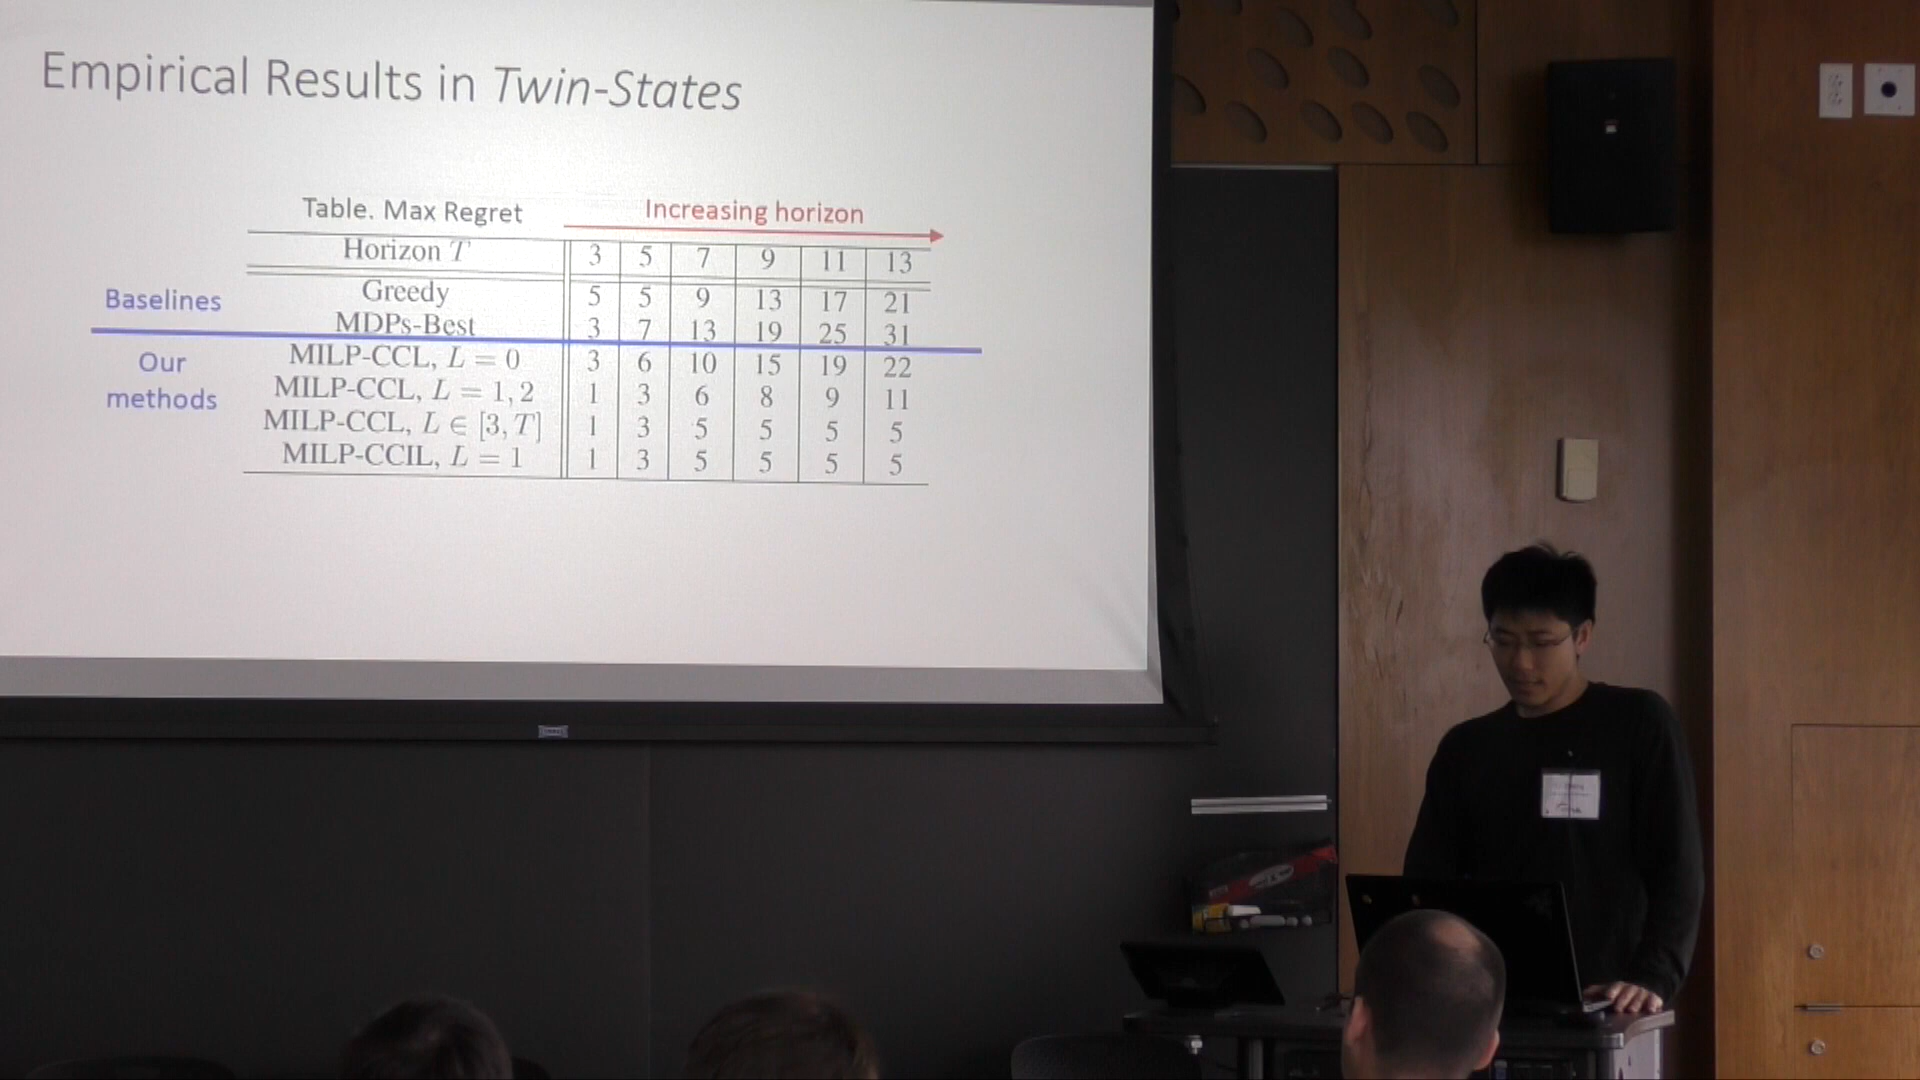 Empirical Results in Twin-States
Table. Max Regret
Increasing horizon
Horizon T 3 5 7 9 11 13
Baselines
Greedy 5 5 9 13 17 21
MDPs-Best 3 7 13 19 25 31
Our methods
MILP-CCL, L = 0 3 6 10 15 19 22
MILP-CCL, L = 1, 2 1 3 6 8 9 11
MILP-CCL, L ∈ [3, T] 1 3 5 5 5 5
MILP-CCIL, L = 1 1 3 5 5 5 5